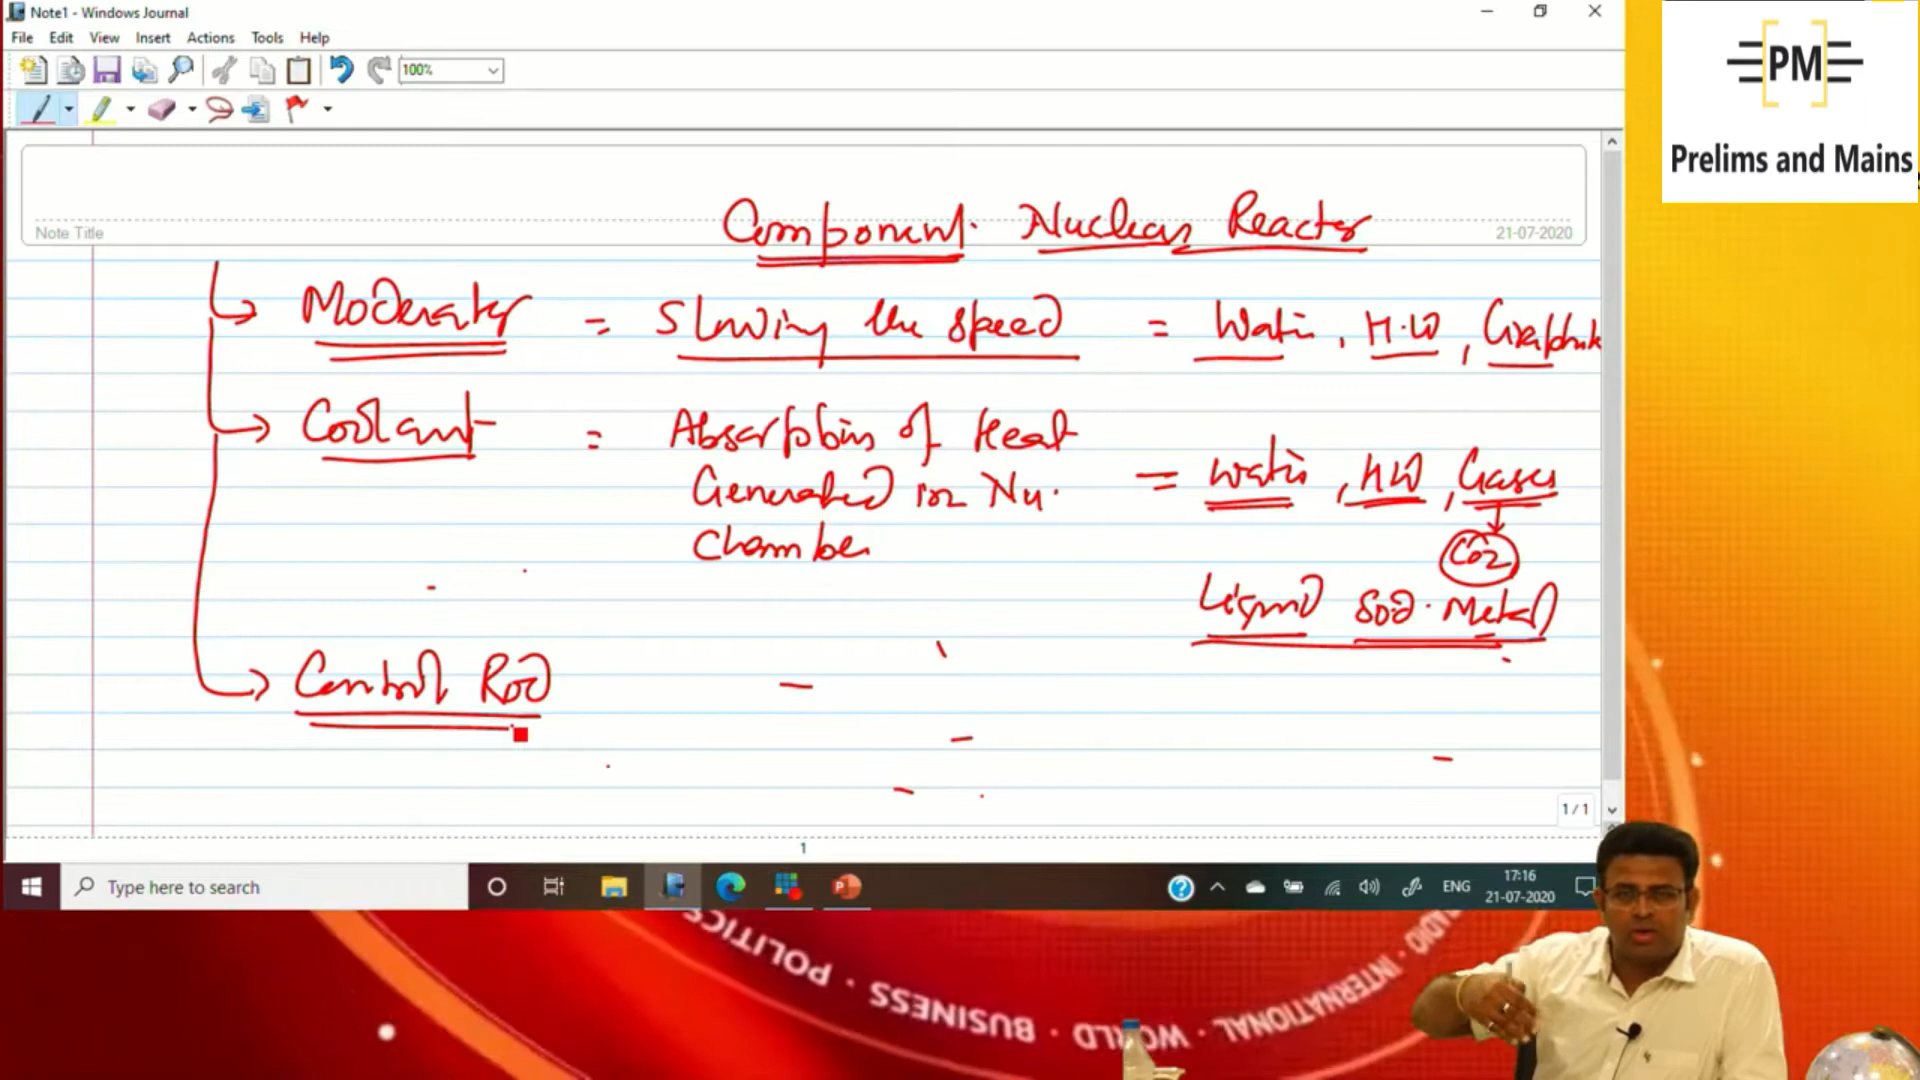 Note1 - Windows Journal
File Edit View Insert Actions Tools Help
100%
PM
Prelims and Mains
Component Nuclear Reactor
Note Title
21-07-2020
Moderator = Slowing the speed = Water, H.W, Graphite
Coolant = Absorption of Heat
Generated in Nu.
Chamber
= Water, HW, Gases
CO2
Liquid Sod. Metal
Control Rod
1 / 1
1
Type here to search
ENG
17:16
21-07-2020
POLITICS · BUSINESS · WORLD · INTERNATIONAL ·